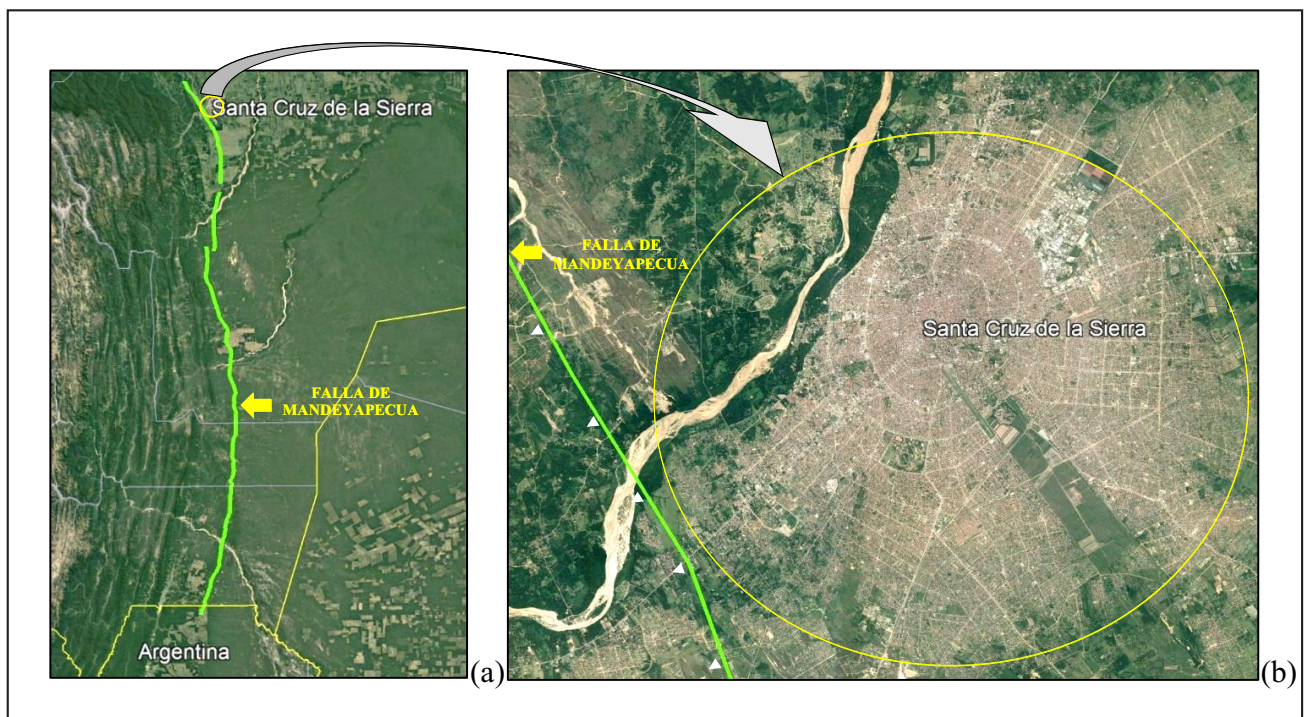 Santa Cruz de la Sierra
FALLA DE
MANDEYAPECUA
Argentina
(a)
FALLA DE
MANDEYAPECUA
Santa Cruz de la Sierra
(b)